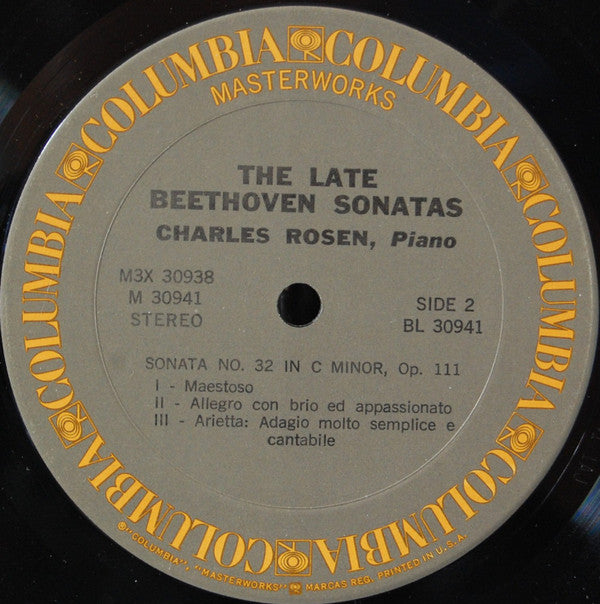 COLUMBIA COLUMBIA COLUMBIA COLUMBIA COLUMBIA COLUMBIA COLUMBIA COLUMBIA
MASTERWORKS
THE LATE
BEETHOVEN SONATAS
CHARLES ROSEN, Piano
M3X 30938
M 30941
STEREO
SIDE 2
BL 30941
SONATA NO. 32 IN C MINOR, Op. 111
I - Maestoso
II - Allegro con brio ed appassionato
III - Arietta: Adagio molto semplice e
cantabile
®"COLUMBIA", "MASTERWORKS" MARCAS REG. PRINTED IN U.S.A.